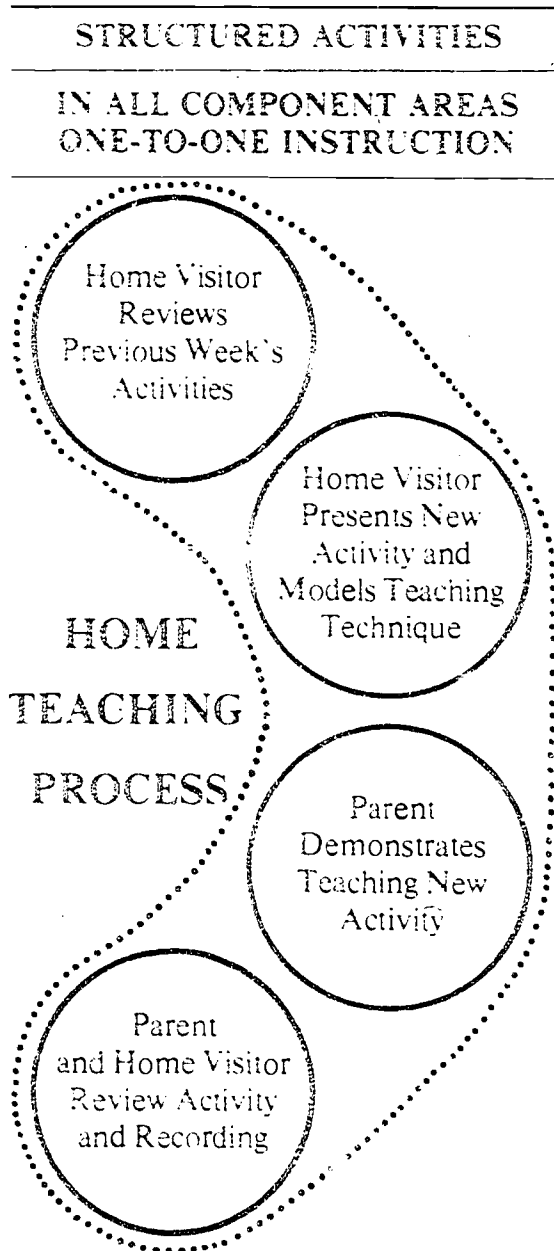 STRUCTURED ACTIVITIES
IN ALL COMPONENT AREAS
ONE-TO-ONE INSTRUCTION
Home Visitor
Reviews
Previous Week's
Activities
Home Visitor
Presents New
Activity and
Models Teaching
Technique
HOME
TEACHING
PROCESS
Parent
Demonstrates
Teaching New
Activity
Parent
and Home Visitor
Review Activity
and Recording